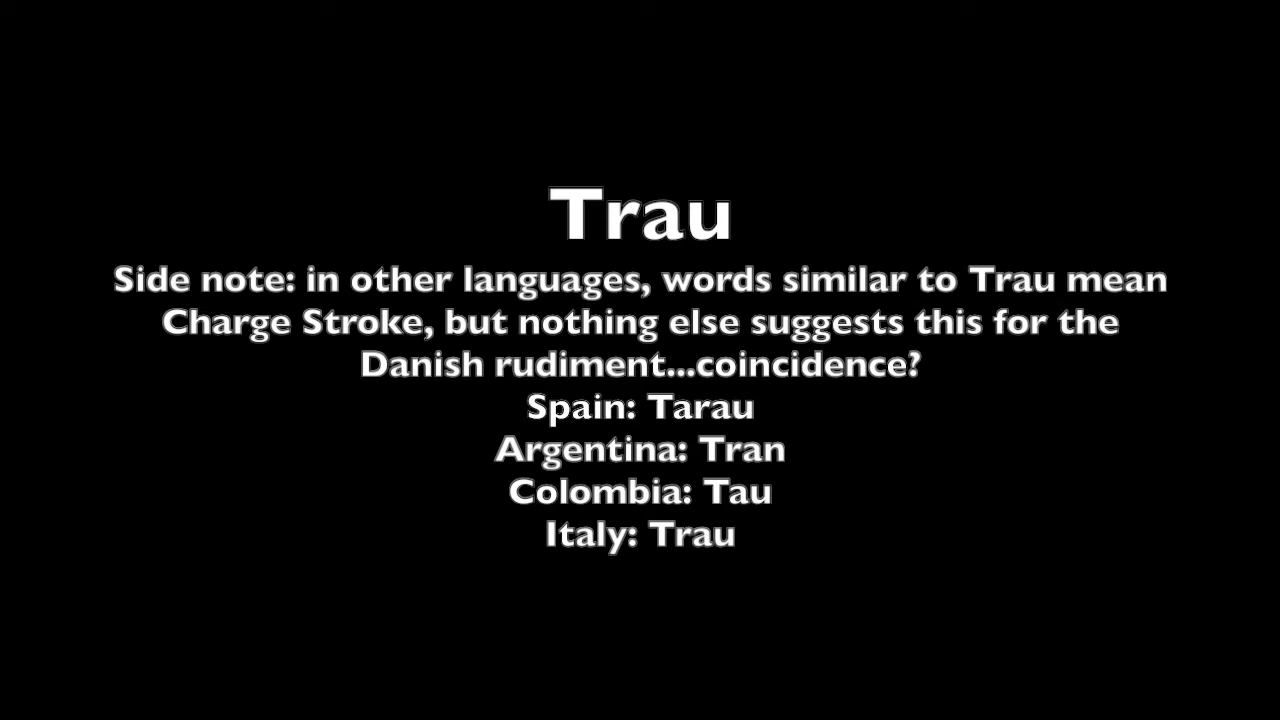 Trau
Side note: in other languages, words similar to Trau mean
Charge Stroke, but nothing else suggests this for the
Danish rudiment...coincidence?
Spain: Tarau
Argentina: Tran
Colombia: Tau
Italy: Trau